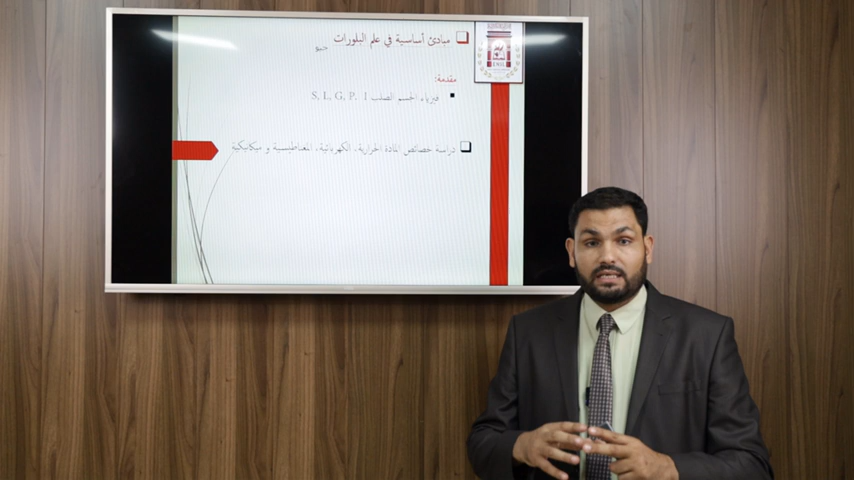 مبادئ أساسية في علم البلورات
مقدمة:
فيزياء الجسم الصلب S. L. G. P. 1
دراسة خصائص المادة الحرارية، الكهربائية، المغناطيسية و ميكانيكية